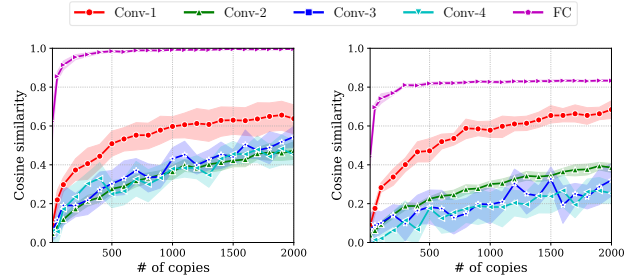 Conv-1 Conv-2 Conv-3 Conv-4 FC
1.0 1.0
0.8 0.8
0.6 0.6
0.4 0.4
0.2 0.2
0.0 0.0
Cosine similarity Cosine similarity
500 1000 1500 2000 500 1000 1500 2000
# of copies # of copies